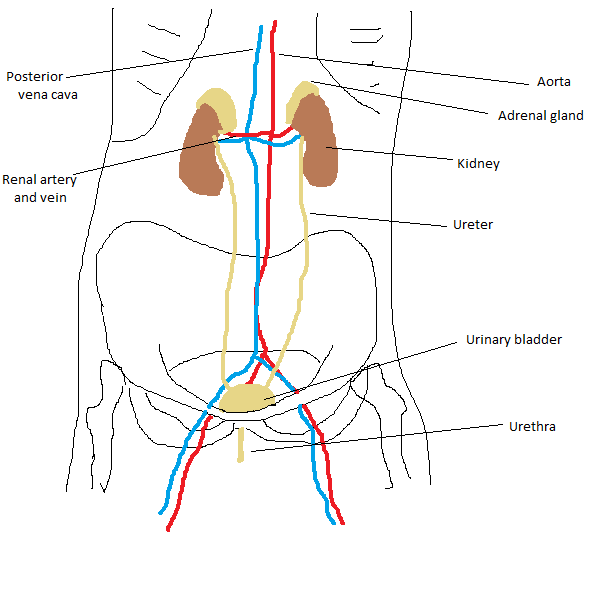 Posterior
vena cava
Aorta
Adrenal gland
Kidney
Renal artery
and vein
Ureter
Urinary bladder
Urethra